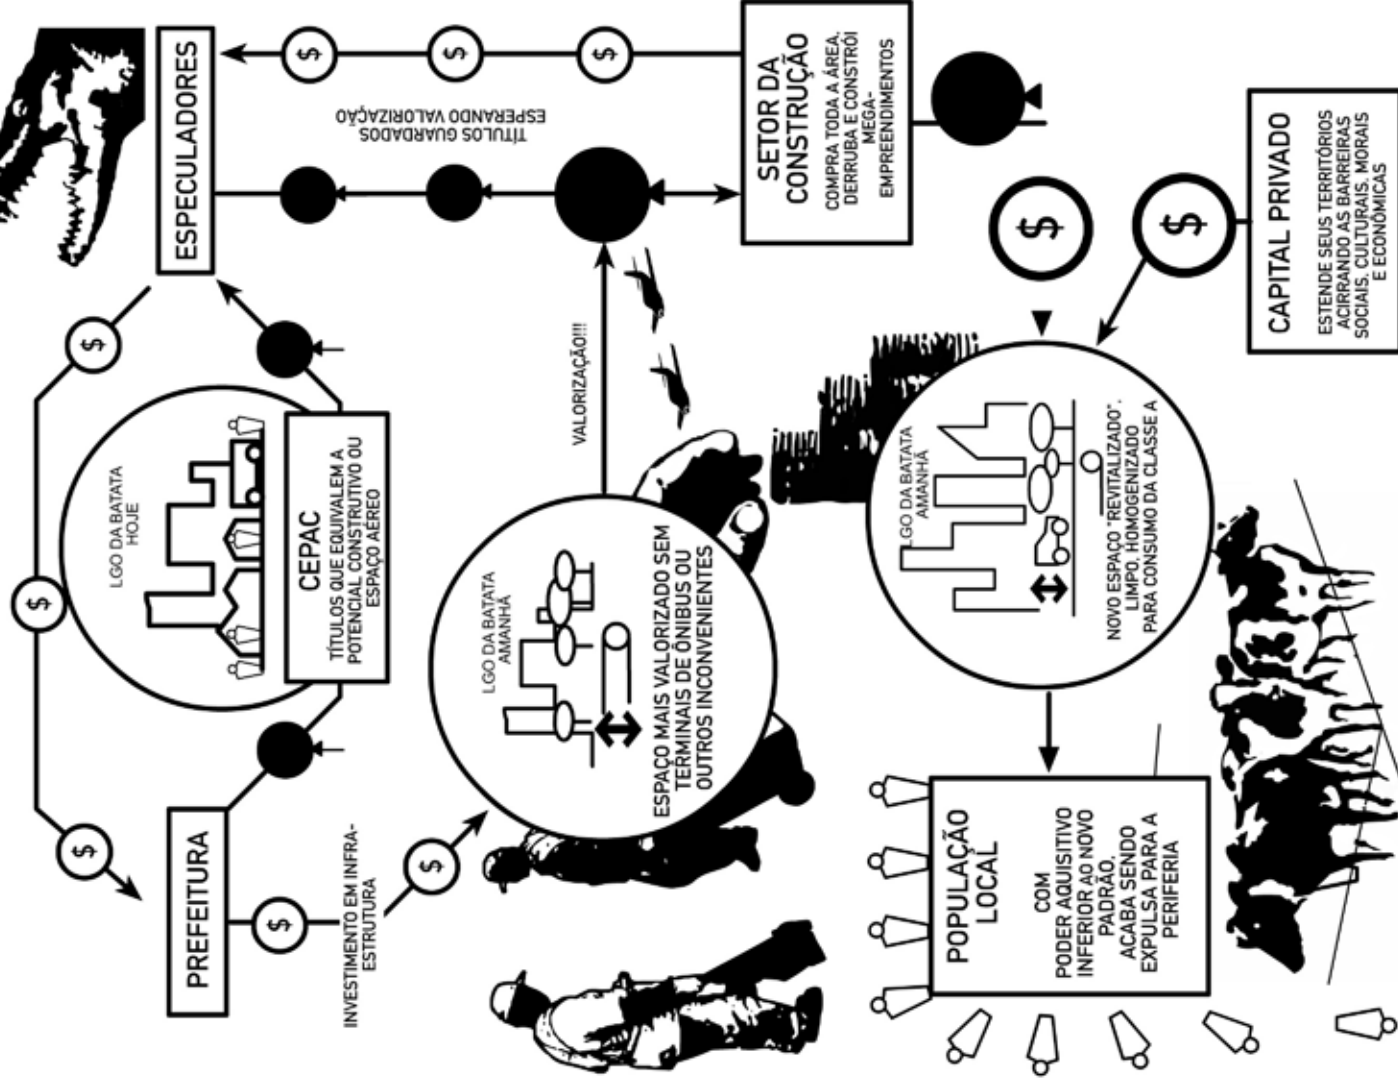 $
$
$
PREFEITURA
LGO DA BATATA
HOJE
CEPAC
TÍTULOS QUE EQUIVALEM A
POTENCIAL CONSTRUTIVO OU
ESPAÇO AÉREO
ESPECULADORES
$
$
$
TÍTULOS GUARDADOS
ESPERANDO VALORIZAÇÃO
$
INVESTIMENTO EM INFRA-
ESTRUTURA
$
LGO DA BATATA
AMANHÃ
ESPAÇO MAIS VALORIZADO SEM
TERMINAIS DE ÔNIBUS OU
OUTROS INCONVENIENTES
VALORIZAÇÃO!!!
SETOR DA
CONSTRUÇÃO
COMPRA TODA A ÁREA,
DERRUBA E CONSTRÓI
MEGA-
EMPREENDIMENTOS
POPULAÇÃO
LOCAL
COM
PODER AQUISITIVO
INFERIOR AO NOVO
PADRÃO,
ACABA SENDO
EXPULSA PARA A
PERIFERIA
LGO DA BATATA
AMANHÃ
NOVO ESPAÇO "REVITALIZADO".
LIMPO, HOMOGENIZADO
PARA CONSUMO DA CLASSE A
$
$
CAPITAL PRIVADO
ESTENDE SEUS TERRITÓRIOS
ACIRRANDO AS BARREIRAS
SOCIAIS, CULTURAIS, MORAIS
E ECONÔMICAS